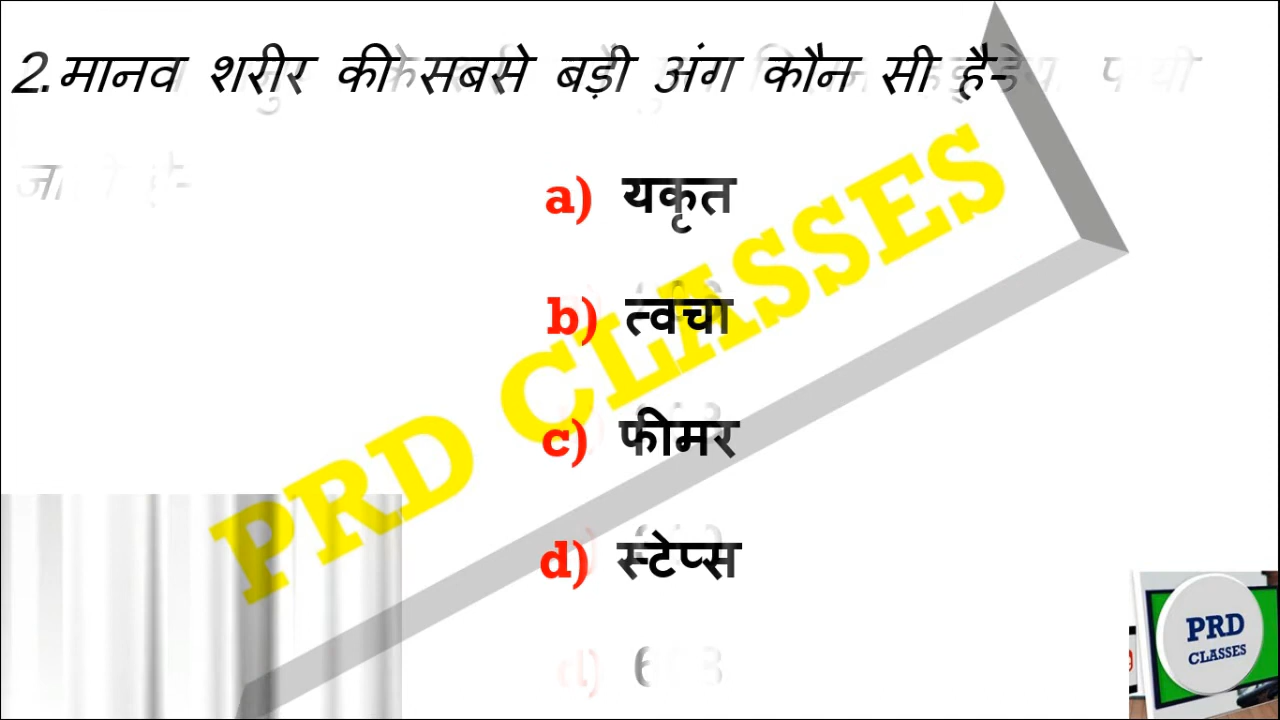 2.मानव शरीर की सबसे बड़ी अंग कौन सी है-
a) यकृत
b) त्वचा
c) फीमर
d) स्टेप्स
PRD CLASSES
PRD
CLASSES